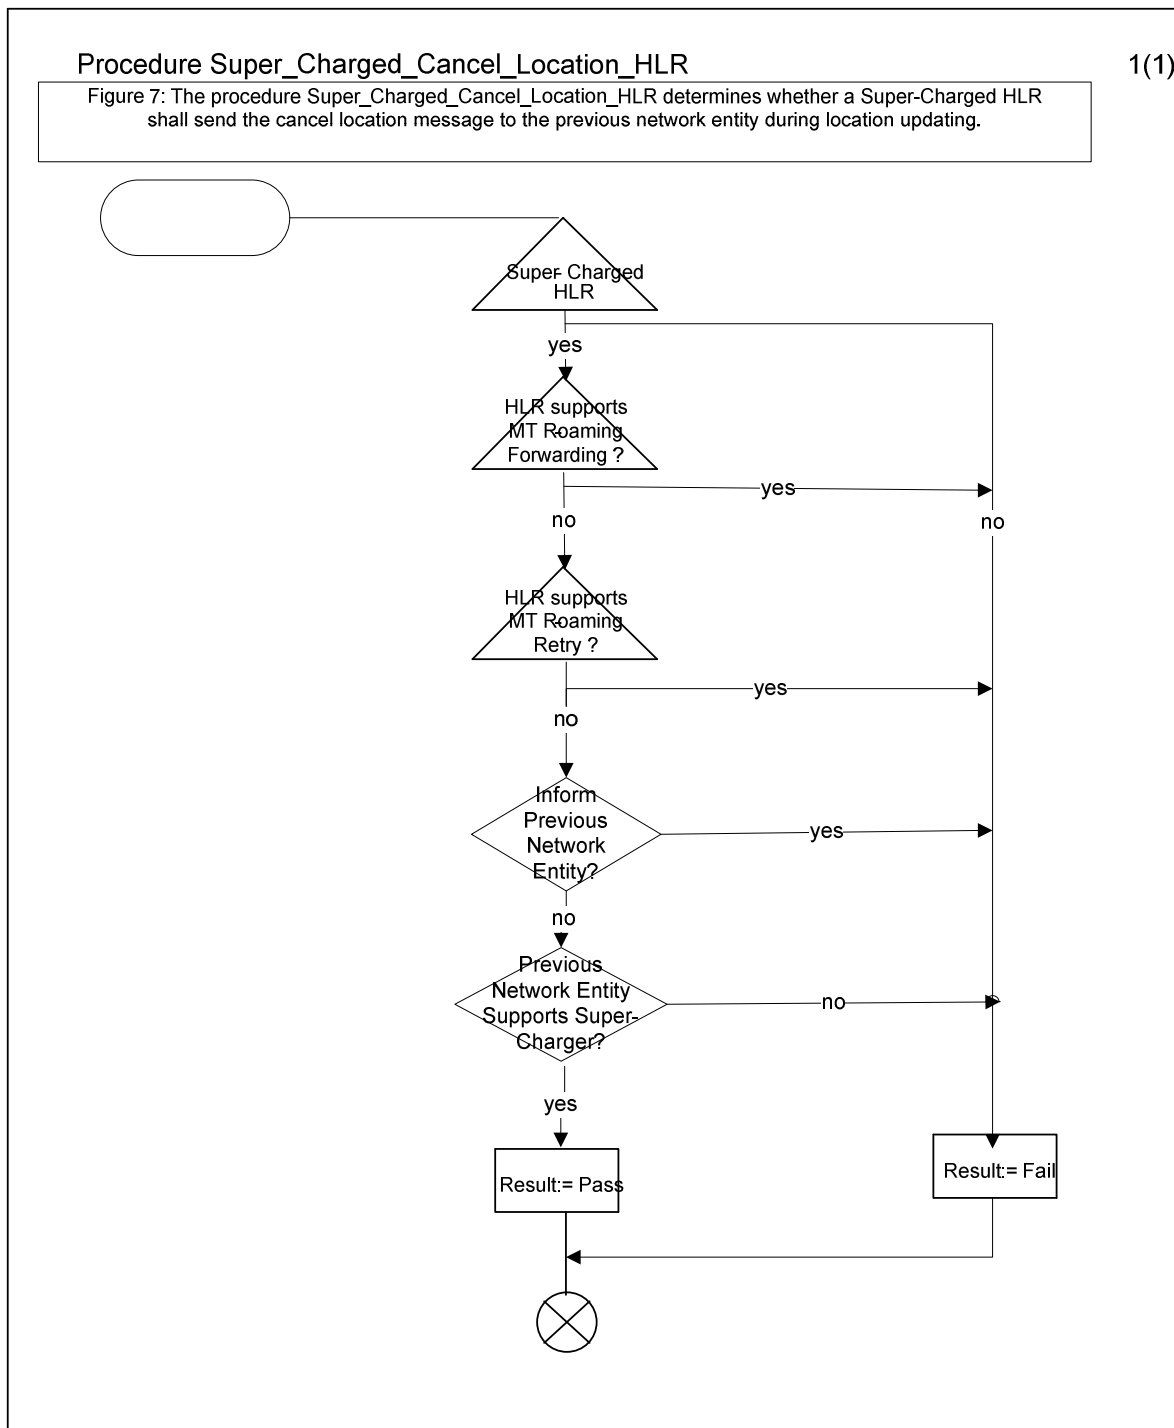 Procedure Super_Charged_Cancel_Location_HLR
1(1)
Figure 7: The procedure Super_Charged_Cancel_Location_HLR determines whether a Super-Charged HLR
shall send the cancel location message to the previous network entity during location updating.
Super- Charged
HLR
yes
HLR supports
MT Roaming
-
Forwarding ?
yes
no
no
HLR supports
MT Roaming
-
Retry ?
yes
no
Inform
Previous
Network
Entity?
yes
no
Previous
Network Entity
Supports Super-
Charger?
no
yes
Result:= Pass
Result:= Fail